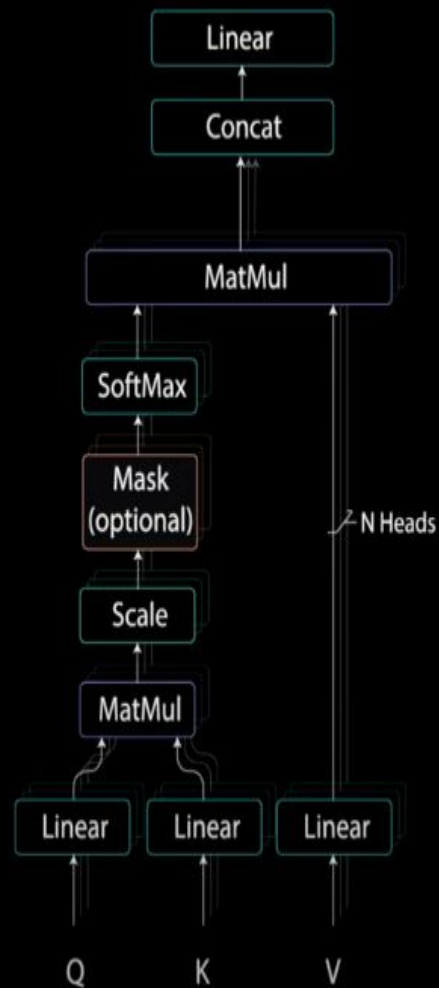 Linear
Concat
MatMul
SoftMax
Mask
(optional)
N Heads
Scale
MatMul
Linear
Linear
Linear
Q
K
V